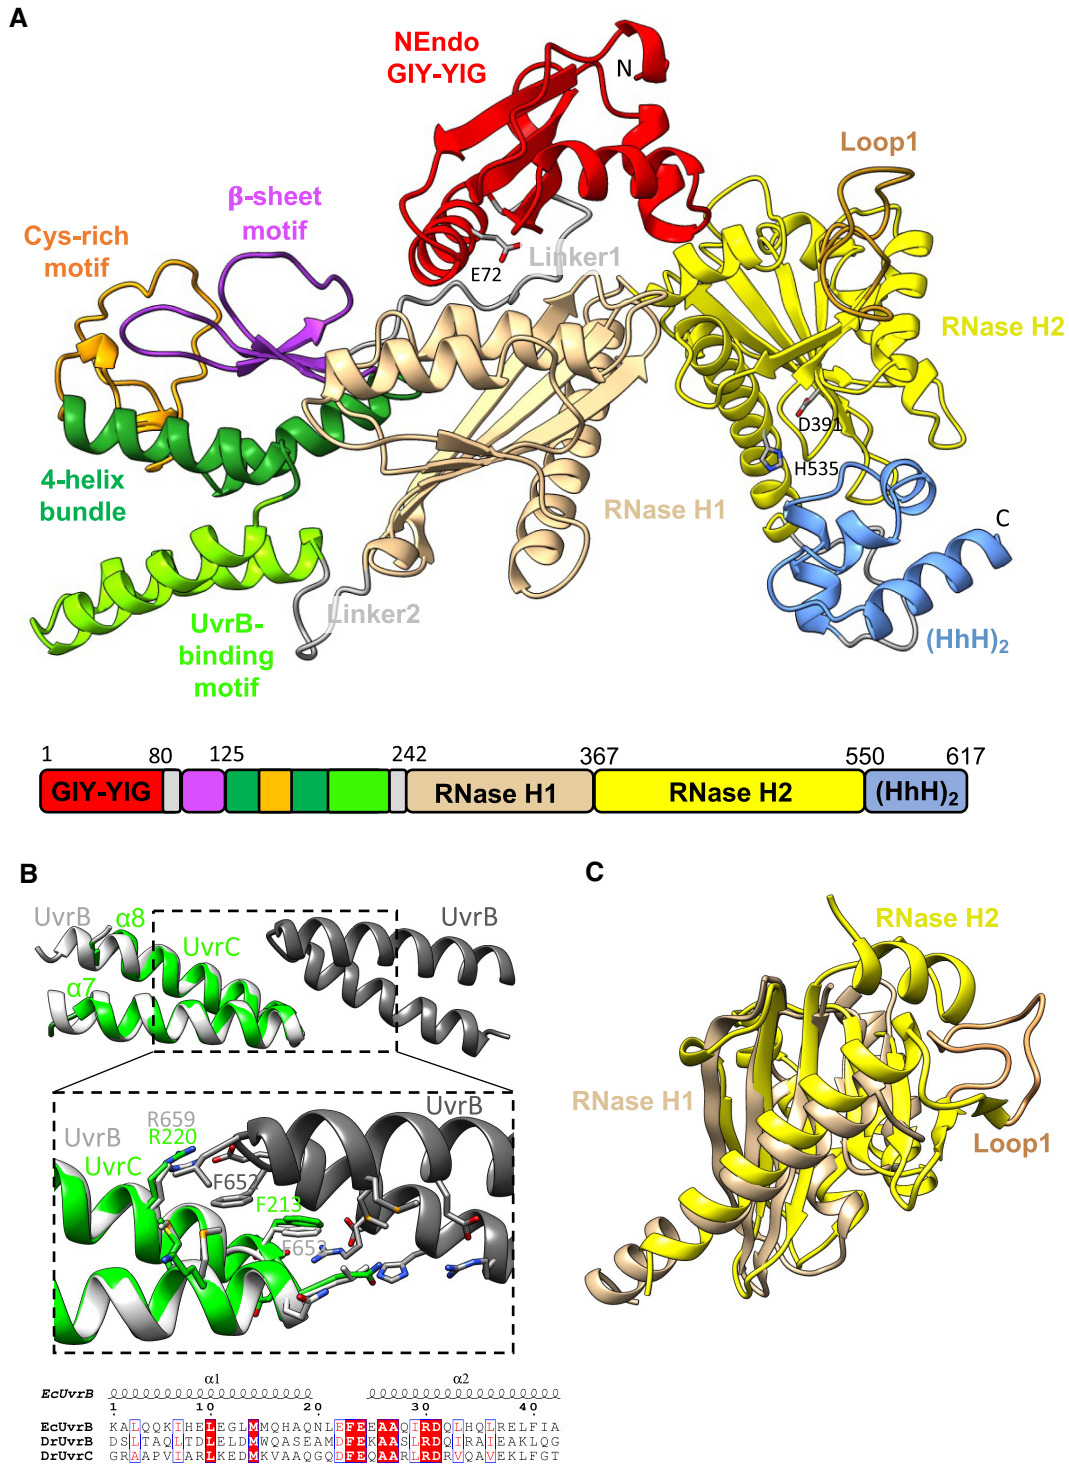 A
NEndo
GIY-YIG
N
Loop1
β-sheet
motif
Cys-rich
motif
Linker1
E72
RNase H2
D391
H535
4-helix
bundle
RNase H1
C
Linker2
UvrB-
binding
motif
(HhH)2
1 80 125 242 367 550 617
GIY-YIG RNase H1 RNase H2 (HhH)2
B
C
UvrB α8 UvrC UvrB
α7
RNase H2
RNase H1
Loop1
UvrB
R659
UvrB R220
UvrC
F652
F213
F652
α1 α2
EcUvrB
1 10 20 30 40
EcUvrB KALQQKIHELEGLMMQHAQNLEFEEAAQIRDQLHQLRELFIA
DrUvrB DSLTAQLTDLELDMWQASEAMDFEKAASLRDQIRAIEAKLQG
DrUvrC GRAAPVIARLKEDMKVAAQGQDFEQAARLRDRVQAVEKLFGT